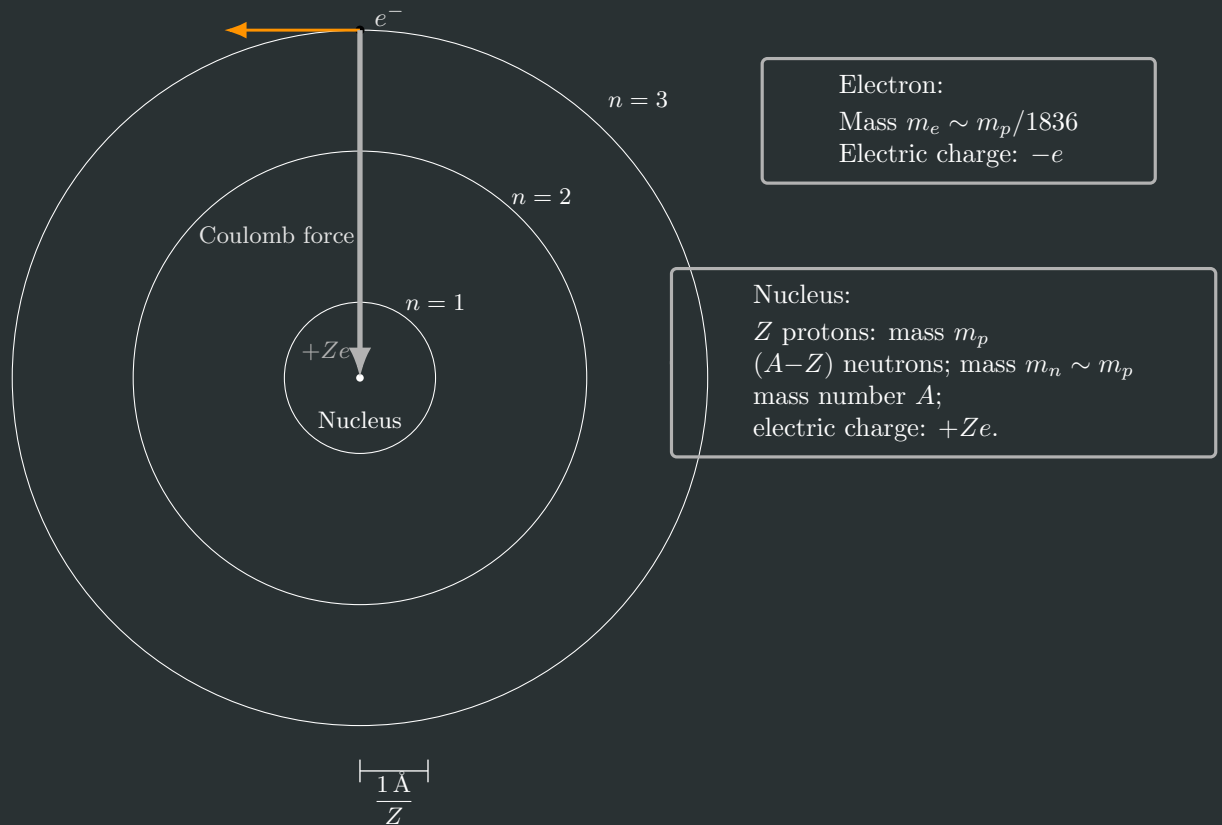 e⁻
n = 3
Electron:
Mass mₑ ∼ mₚ/1836
Electric charge: −e
n = 2
Coulomb force
n = 1
+Ze
Nucleus
Nucleus:
Z protons: mass mₚ
(A−Z) neutrons; mass mₙ ∼ mₚ
mass number A;
electric charge: +Ze.
1 Å
Z